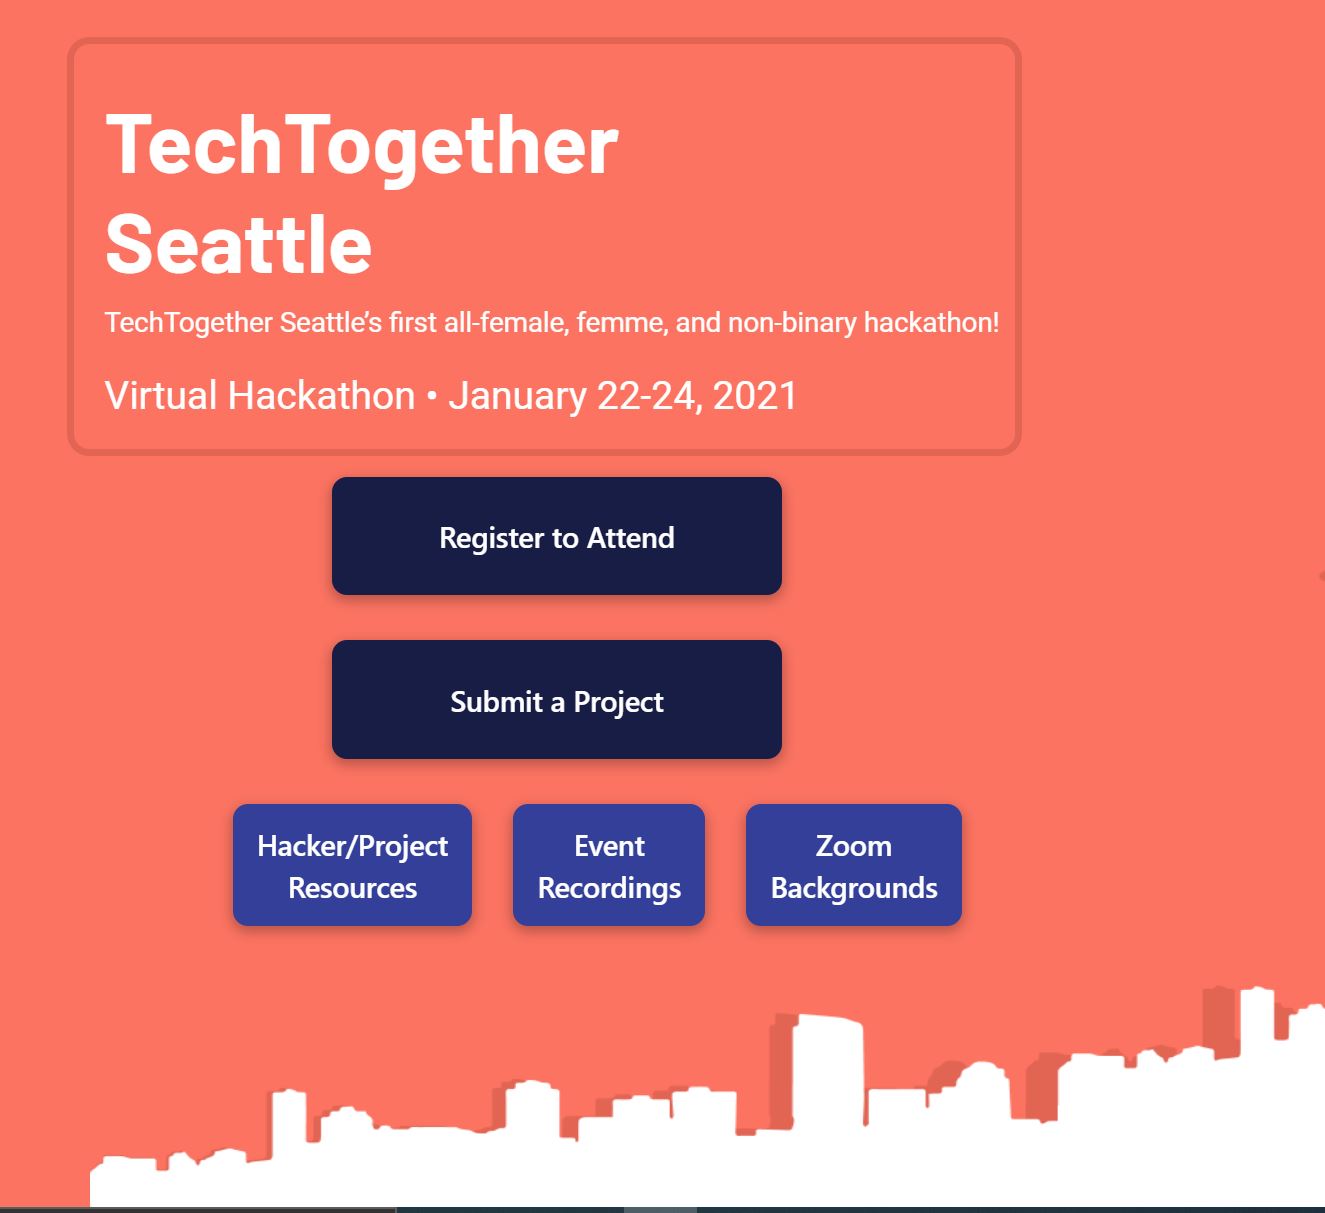 TechTogether
Seattle
TechTogether Seattle’s first all-female, femme, and non-binary hackathon!
Virtual Hackathon • January 22-24, 2021
Register to Attend
Submit a Project
Hacker/Project
Resources
Event
Recordings
Zoom
Backgrounds